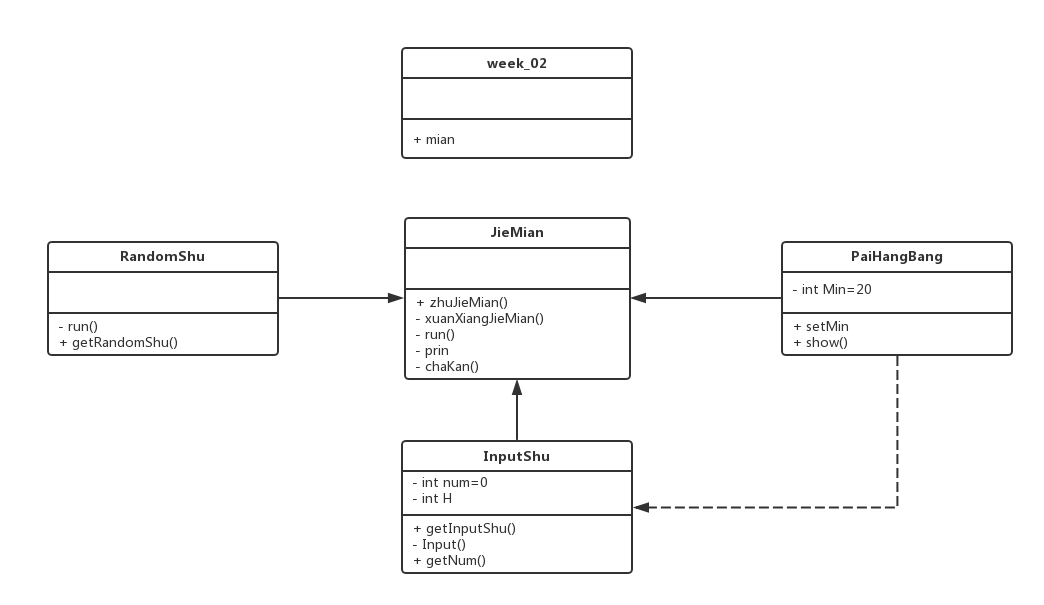 week_02
+ mian
JieMian
+ zhuJieMian()
- xuanXiangJieMian()
- run()
- prin
- chaKan()
RandomShu
- run()
+ getRandomShu()
PaiHangBang
- int Min=20
+ setMin
+ show()
InputShu
- int num=0
- int H
+ getInputShu()
- Input()
+ getNum()